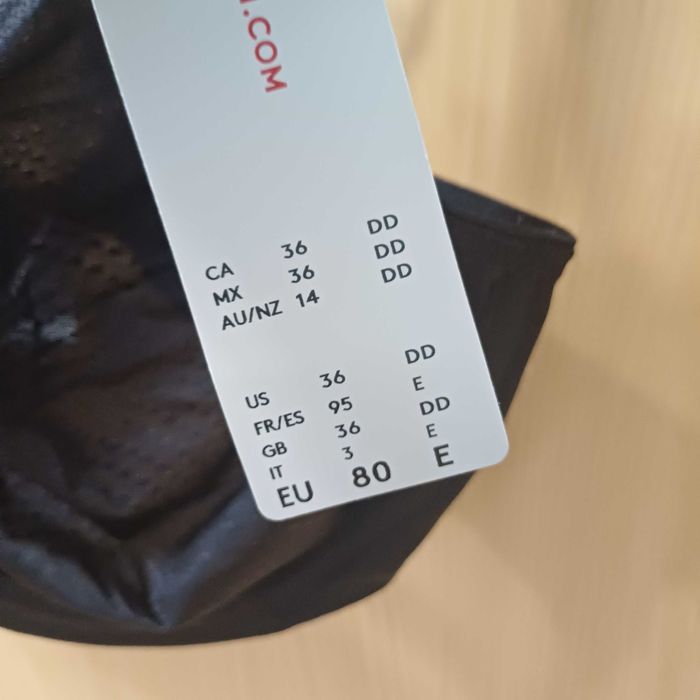 .COM
CA 36 DD
MX 36 DD
AU/NZ 14 DD
US 36 DD
FR/ES 95 E
GB 36 DD
IT 3 E
EU 80 E